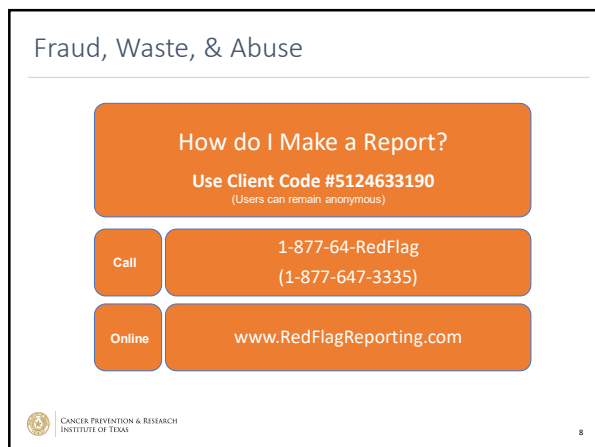 Fraud, Waste, & Abuse
How do I Make a Report?
Use Client Code #5124633190
(Users can remain anonymous)
Call
1-877-64-RedFlag
(1-877-647-3335)
Online
www.RedFlagReporting.com
CANCER PREVENTION & RESEARCH
INSTITUTE OF TEXAS
8